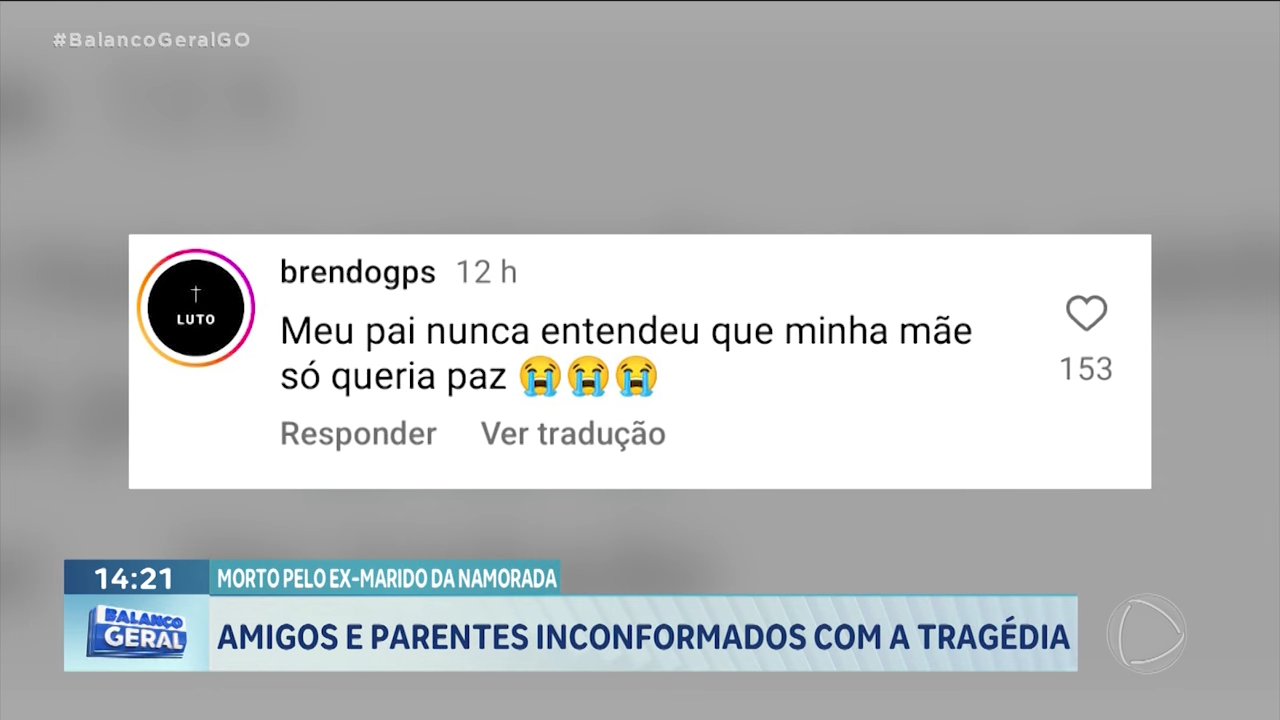 #BalancoGeralGO
brendogps 12 h
LUTO
Meu pai nunca entendeu que minha mãe
só queria paz 😭😭😭
153
Responder Ver tradução
14:21 MORTO PELO EX-MARIDO DA NAMORADA
BALANÇO
GERAL
AMIGOS E PARENTES INCONFORMADOS COM A TRAGÉDIA